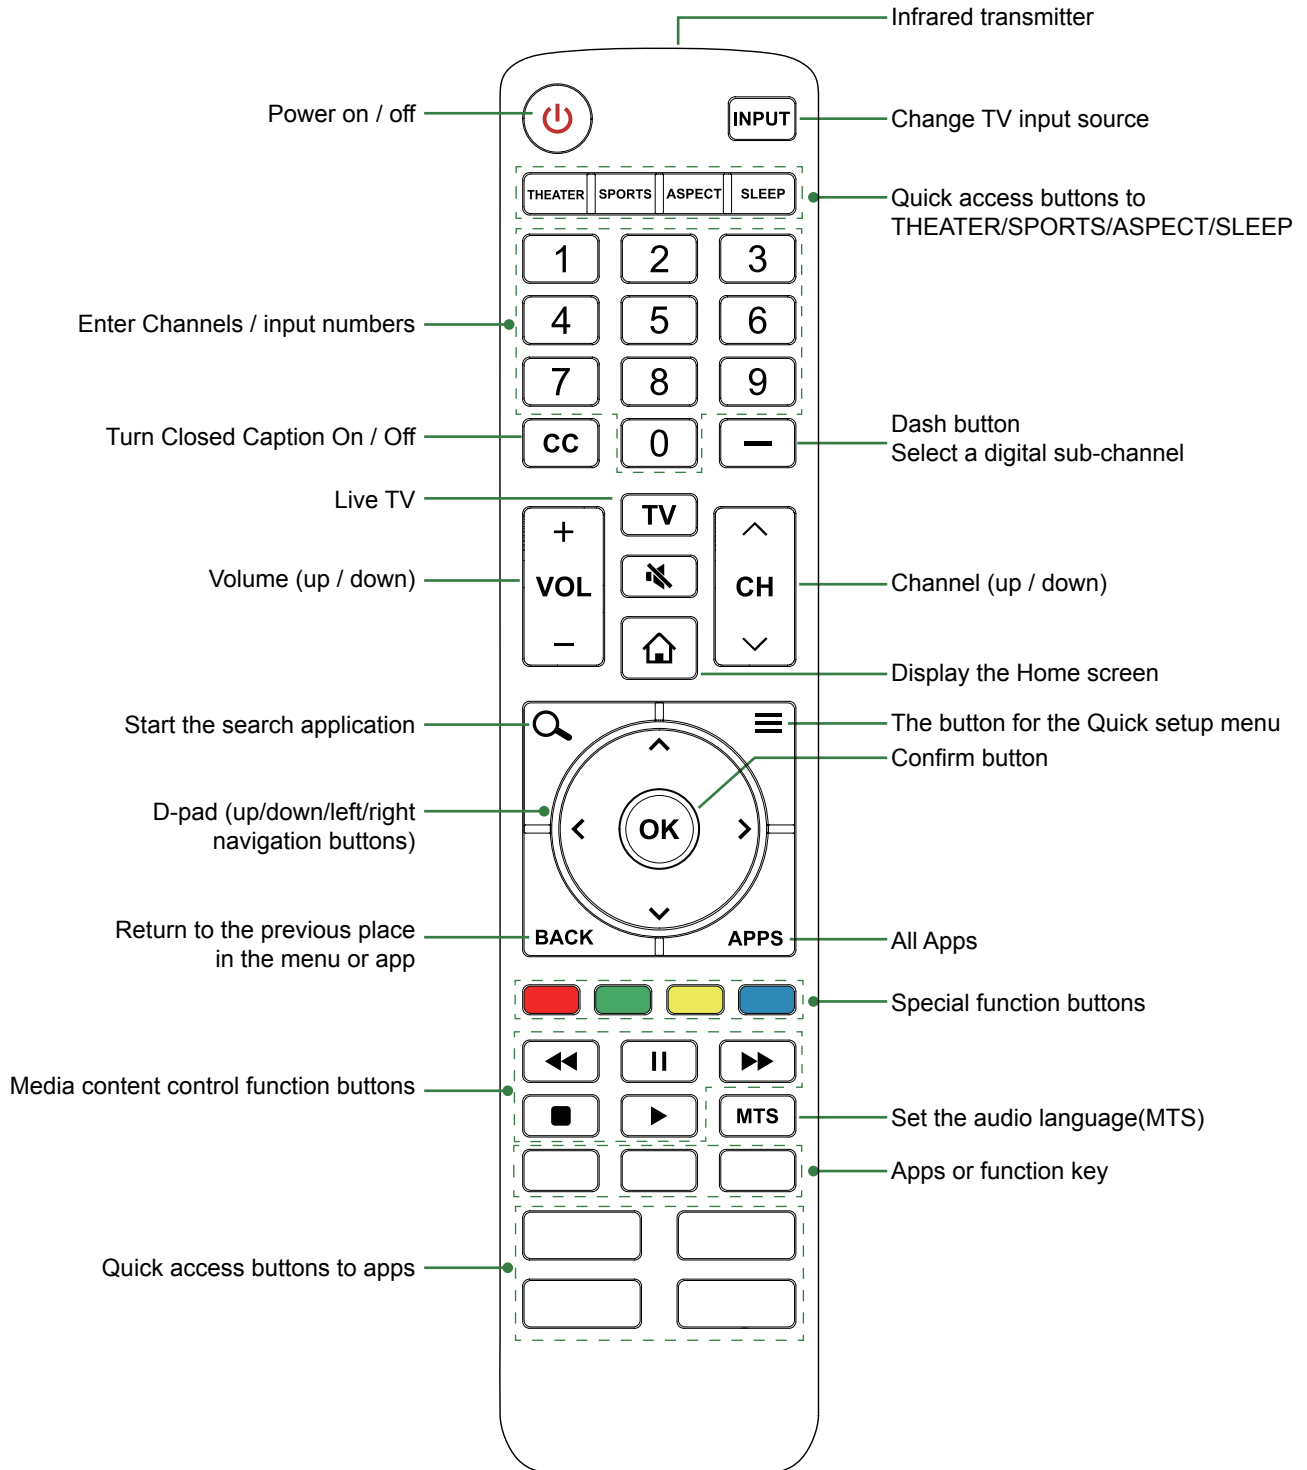 Infrared transmitter
Power on / off
INPUT
Change TV input source
THEATER SPORTS ASPECT SLEEP
Quick access buttons to
THEATER/SPORTS/ASPECT/SLEEP
1 2 3
Enter Channels / input numbers
4 5 6
7 8 9
Turn Closed Caption On / Off
CC 0 —
Dash button
Select a digital sub-channel
Live TV
TV
+
Volume (up / down)
VOL
CH
Channel (up / down)
−
Display the Home screen
Start the search application
The button for the Quick setup menu
Confirm button
D-pad (up/down/left/right
navigation buttons)
OK
Return to the previous place
in the menu or app
BACK
APPS
All Apps
Special function buttons
Media content control function buttons
MTS
Set the audio language(MTS)
Apps or function key
Quick access buttons to apps